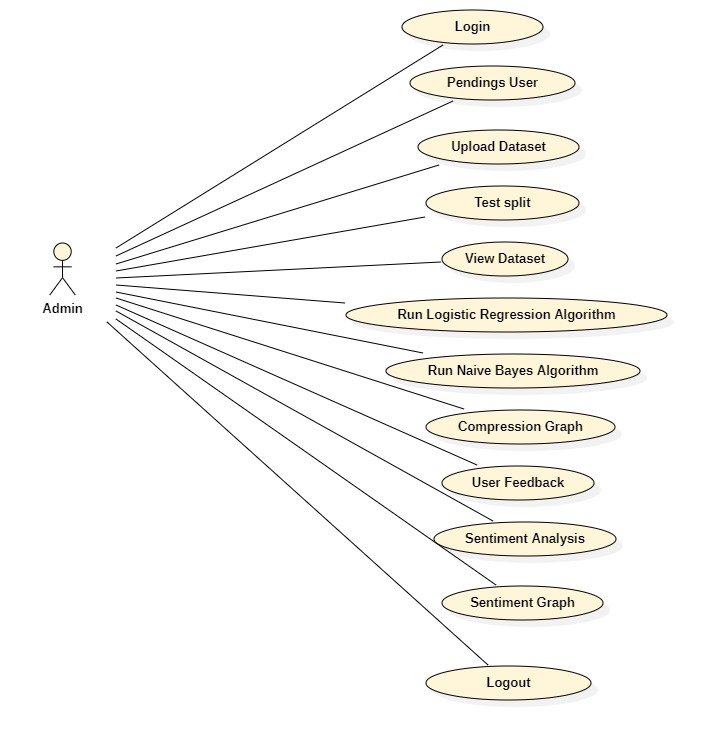 Login
Pendings User
Upload Dataset
Test split
View Dataset
Admin
Run Logistic Regression Algorithm
Run Naive Bayes Algorithm
Compression Graph
User Feedback
Sentiment Analysis
Sentiment Graph
Logout